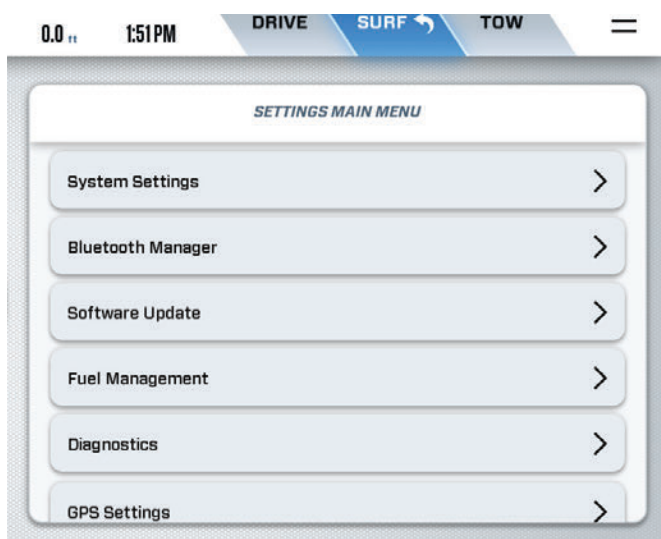 0.0 ft 1:51 PM DRIVE SURF TOW
SETTINGS MAIN MENU
System Settings
Bluetooth Manager
Software Update
Fuel Management
Diagnostics
GPS Settings